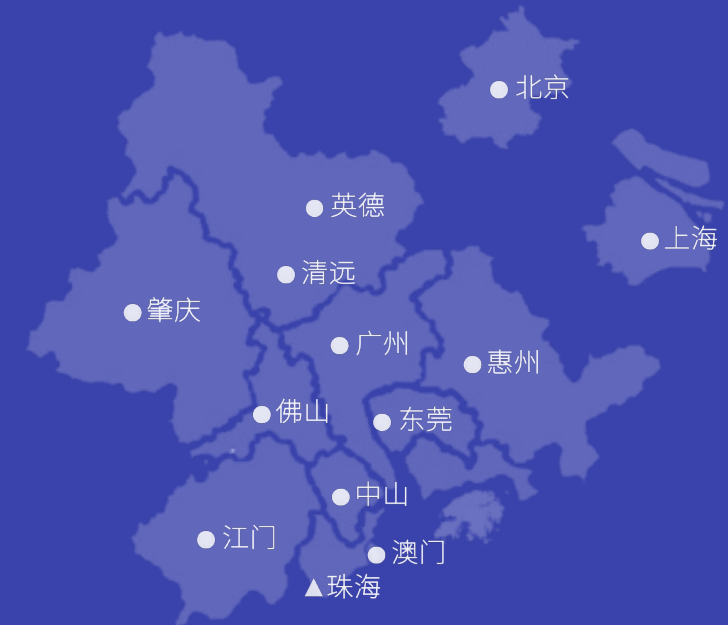 北京
英德
上海
清远
肇庆
广州
惠州
佛山
东莞
中山
江门
澳门
珠海